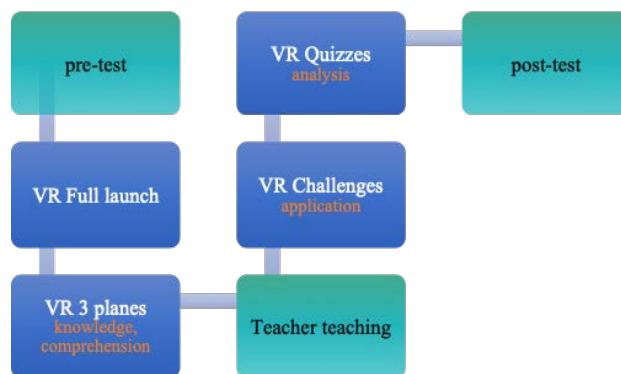 pre-test
VR Full launch
VR 3 planes
knowledge,
comprehension
Teacher teaching
VR Challenges
application
VR Quizzes
analysis
post-test